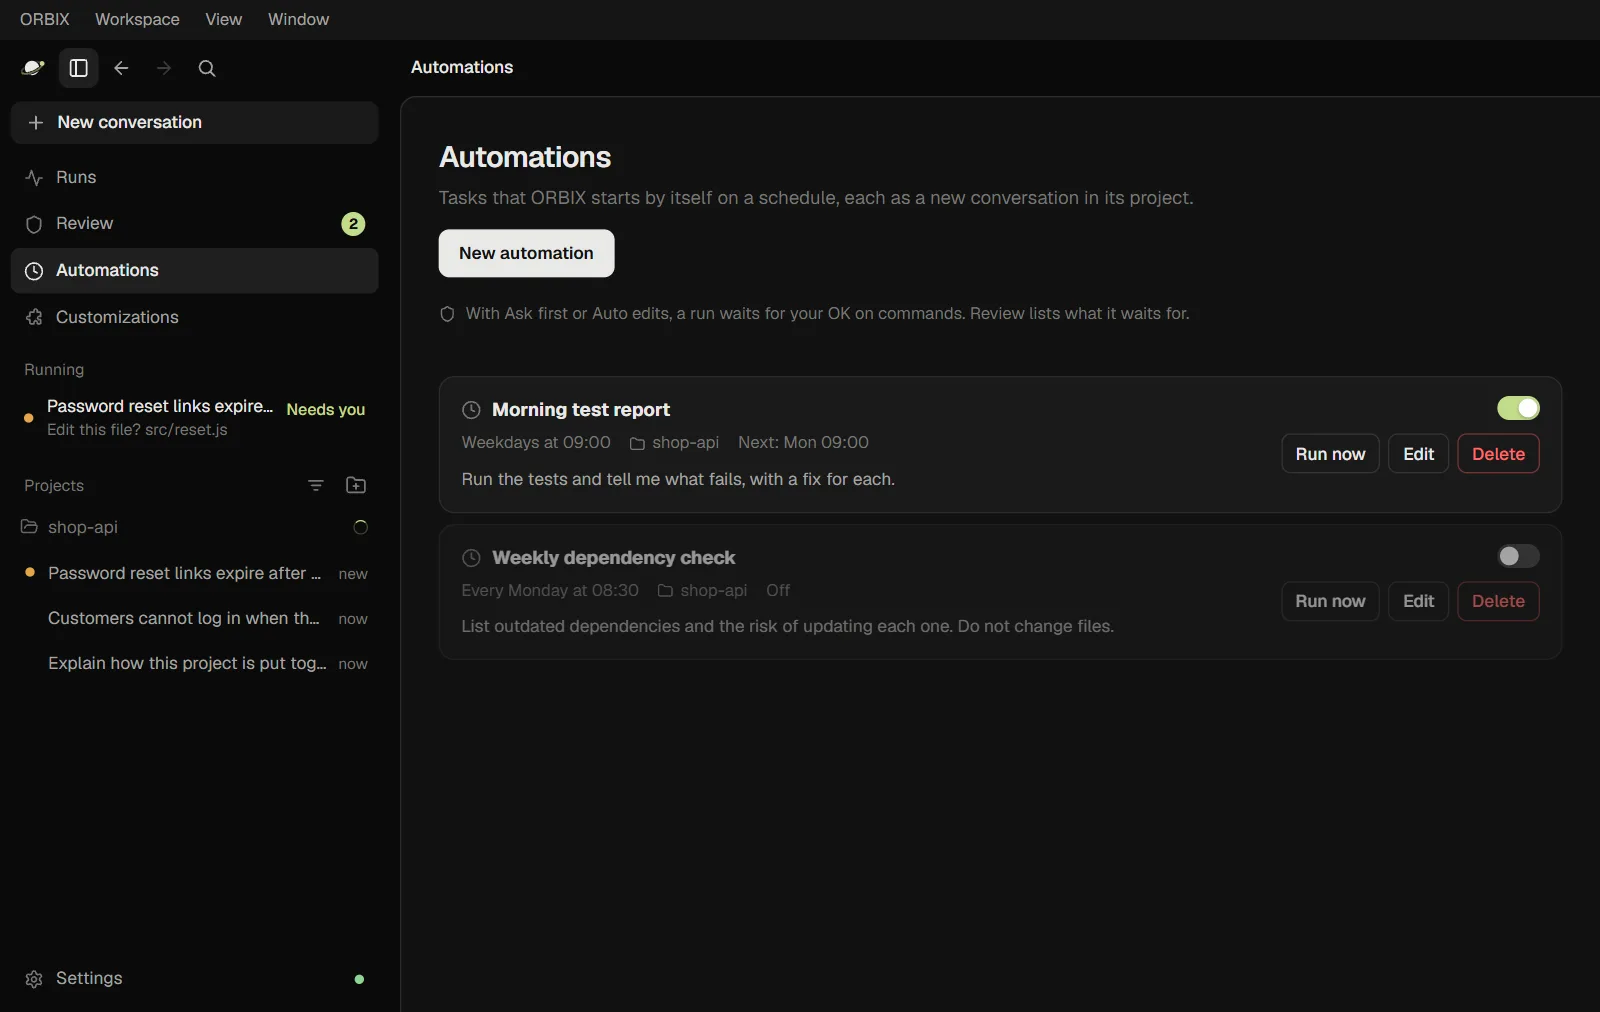 ORBIX Workspace View Window
Automations
New conversation
Runs
Review 2
Automations
Customizations
Running
Password reset links expire... Needs you
Edit this file? src/reset.js
Projects
shop-api
Password reset links expire after ... new
Customers cannot log in when th... now
Explain how this project is put tog... now
Settings
Automations
Tasks that ORBIX starts by itself on a schedule, each as a new conversation in its project.
New automation
With Ask first or Auto edits, a run waits for your OK on commands. Review lists what it waits for.
Morning test report
Weekdays at 09:00 shop-api Next: Mon 09:00
Run the tests and tell me what fails, with a fix for each.
Run now Edit Delete
Weekly dependency check
Every Monday at 08:30 shop-api Off
List outdated dependencies and the risk of updating each one. Do not change files.
Run now Edit Delete